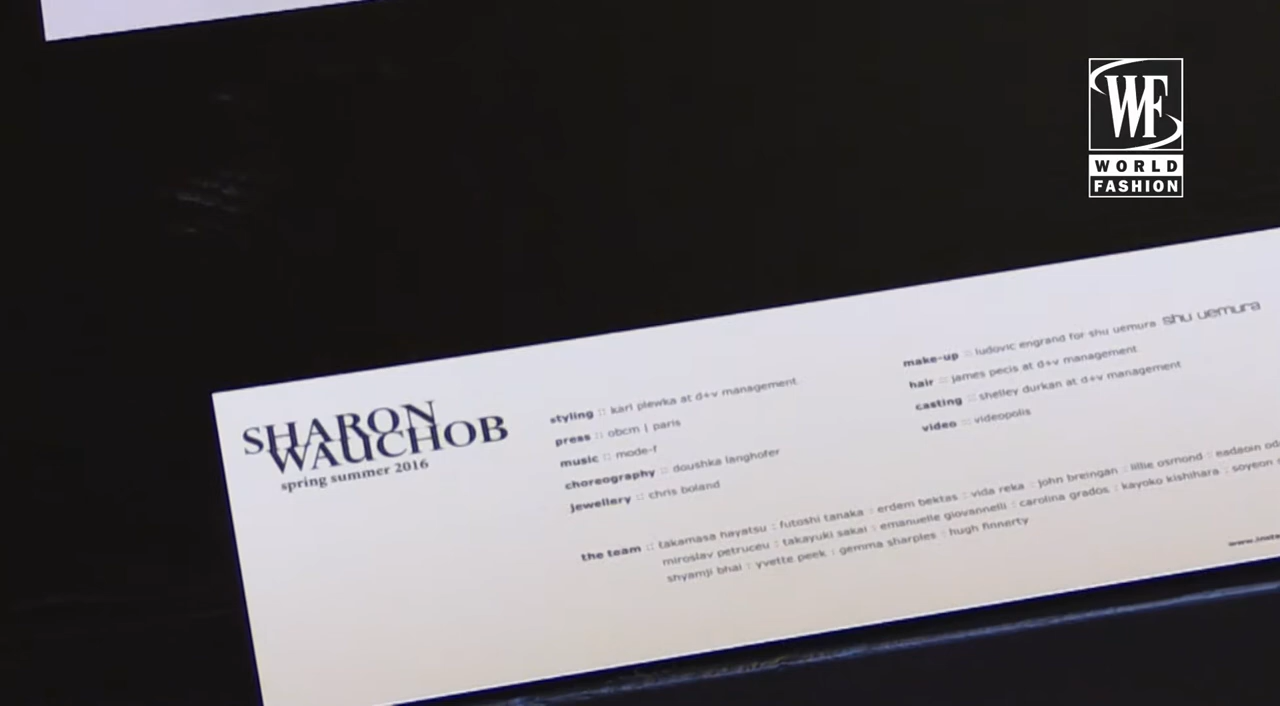 WF
WORLD
FASHION
SHARON
WAUCHOB
spring summer 2016
styling :: karl plewka at d+v management
press :: obcm | paris
music :: mode-f
choreography :: doushka langhofer
jewellery :: chris boland
make-up :: ludovic engrand for shu uemura shu uemura
hair :: james pecis at d+v management
casting :: shelley durkan at d+v management
video :: videopolis
the team :: takamasa hayatsu :: futoshi tanaka :: erdem bektas :: vida reka :: john breingan :: lillie osmond :: eadaoin
miroslav petruceu :: takayuki sakai :: emanuelle giovannelli :: carolina grados :: kayoko kishihara :: soyeon
shyamji bhai :: yvette peek :: gemma sharples :: hugh finnerty